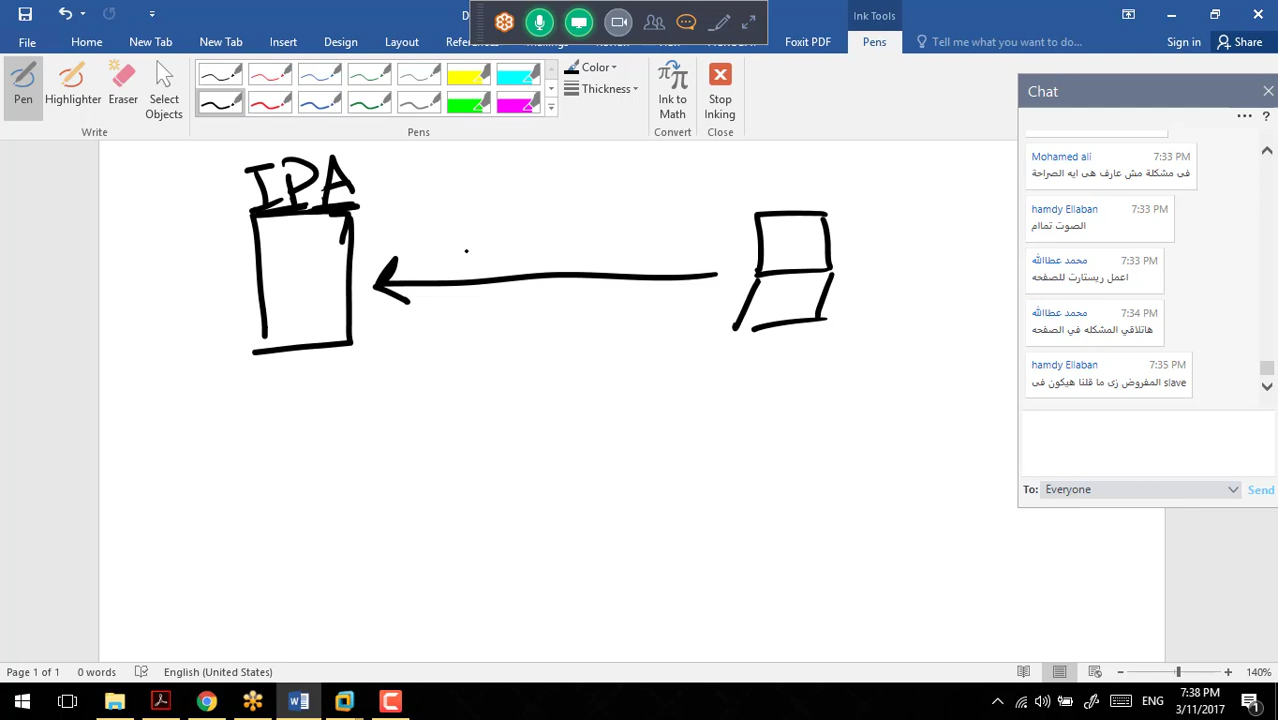 D
Ink Tools
File
Home
New Tab
New Tab
Insert
Design
Layout
Foxit PDF
Pens
Tell me what you want to do...
Sign in
Share
Pen
Highlighter
Eraser
Select
Objects
Color
Thickness
Ink to
Math
Stop
Inking
Write
Pens
Convert
Close
IPA
Chat
Mohamed ali 7:33 PM
فى مشكلة مش عارف هى ايه الصراحة
hamdy Ellaban 7:33 PM
الصوت تماام
محمد عطاالله 7:33 PM
اعمل ريستارت للصفحه
محمد عطاالله 7:34 PM
هاتلاقي المشكله في الصفحه
hamdy Ellaban 7:35 PM
المفروض زى ما قلنا هيكون فى slave
To: Everyone
Send
Page 1 of 1
0 words
English (United States)
140%
ENG
7:38 PM
3/11/2017
1